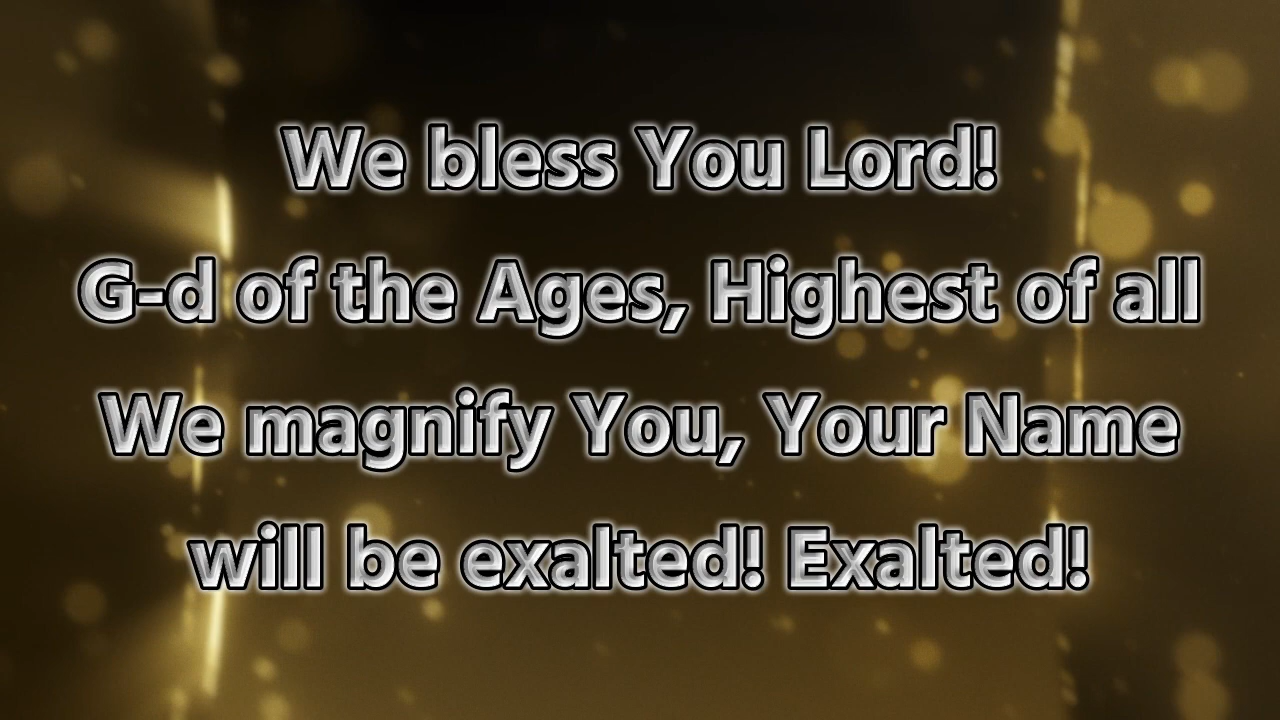 We bless You Lord!
G-d of the Ages, Highest of all
We magnify You, Your Name
will be exalted! Exalted!